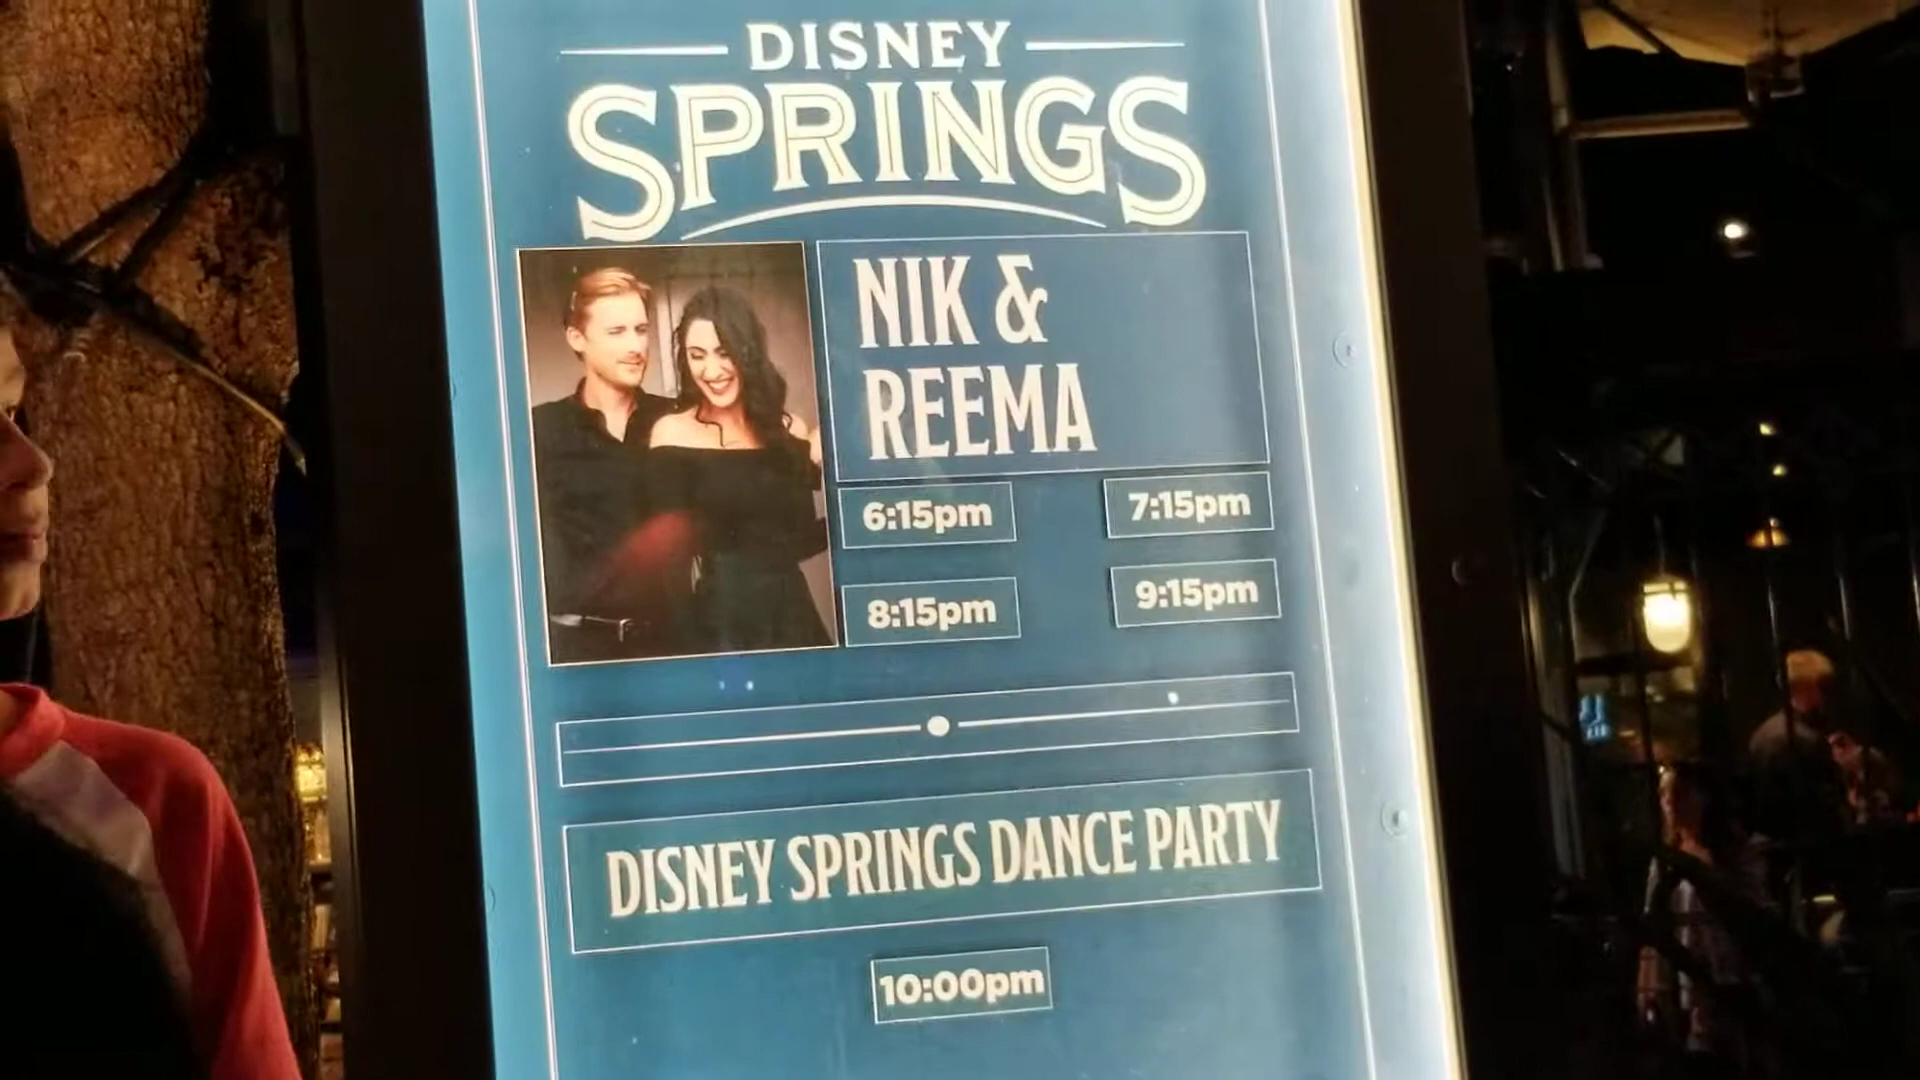 DISNEY
SPRINGS
NIK &
REEMA
6:15pm 7:15pm
8:15pm 9:15pm
DISNEY SPRINGS DANCE PARTY
10:00pm